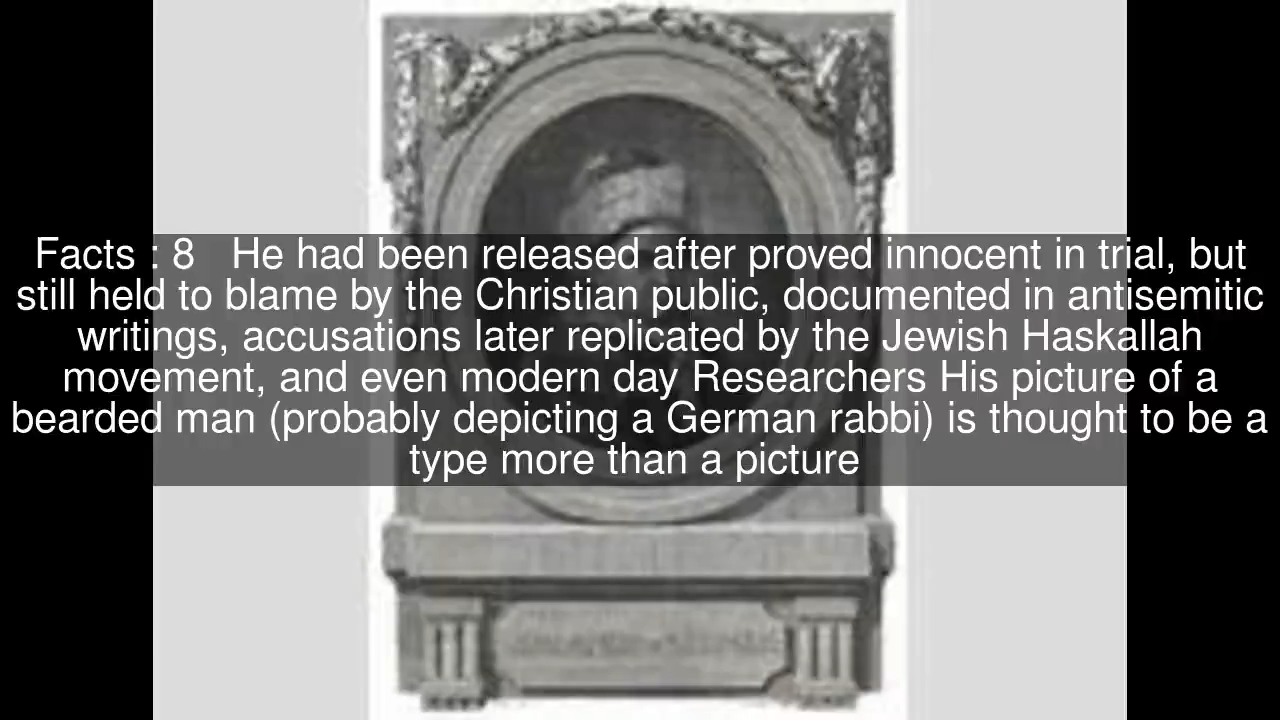 Facts : 8 He had been released after proved innocent in trial, but
still held to blame by the Christian public, documented in antisemitic
writings, accusations later replicated by the Jewish Haskallah
movement, and even modern day Researchers His picture of a
bearded man (probably depicting a German rabbi) is thought to be a
type more than a picture